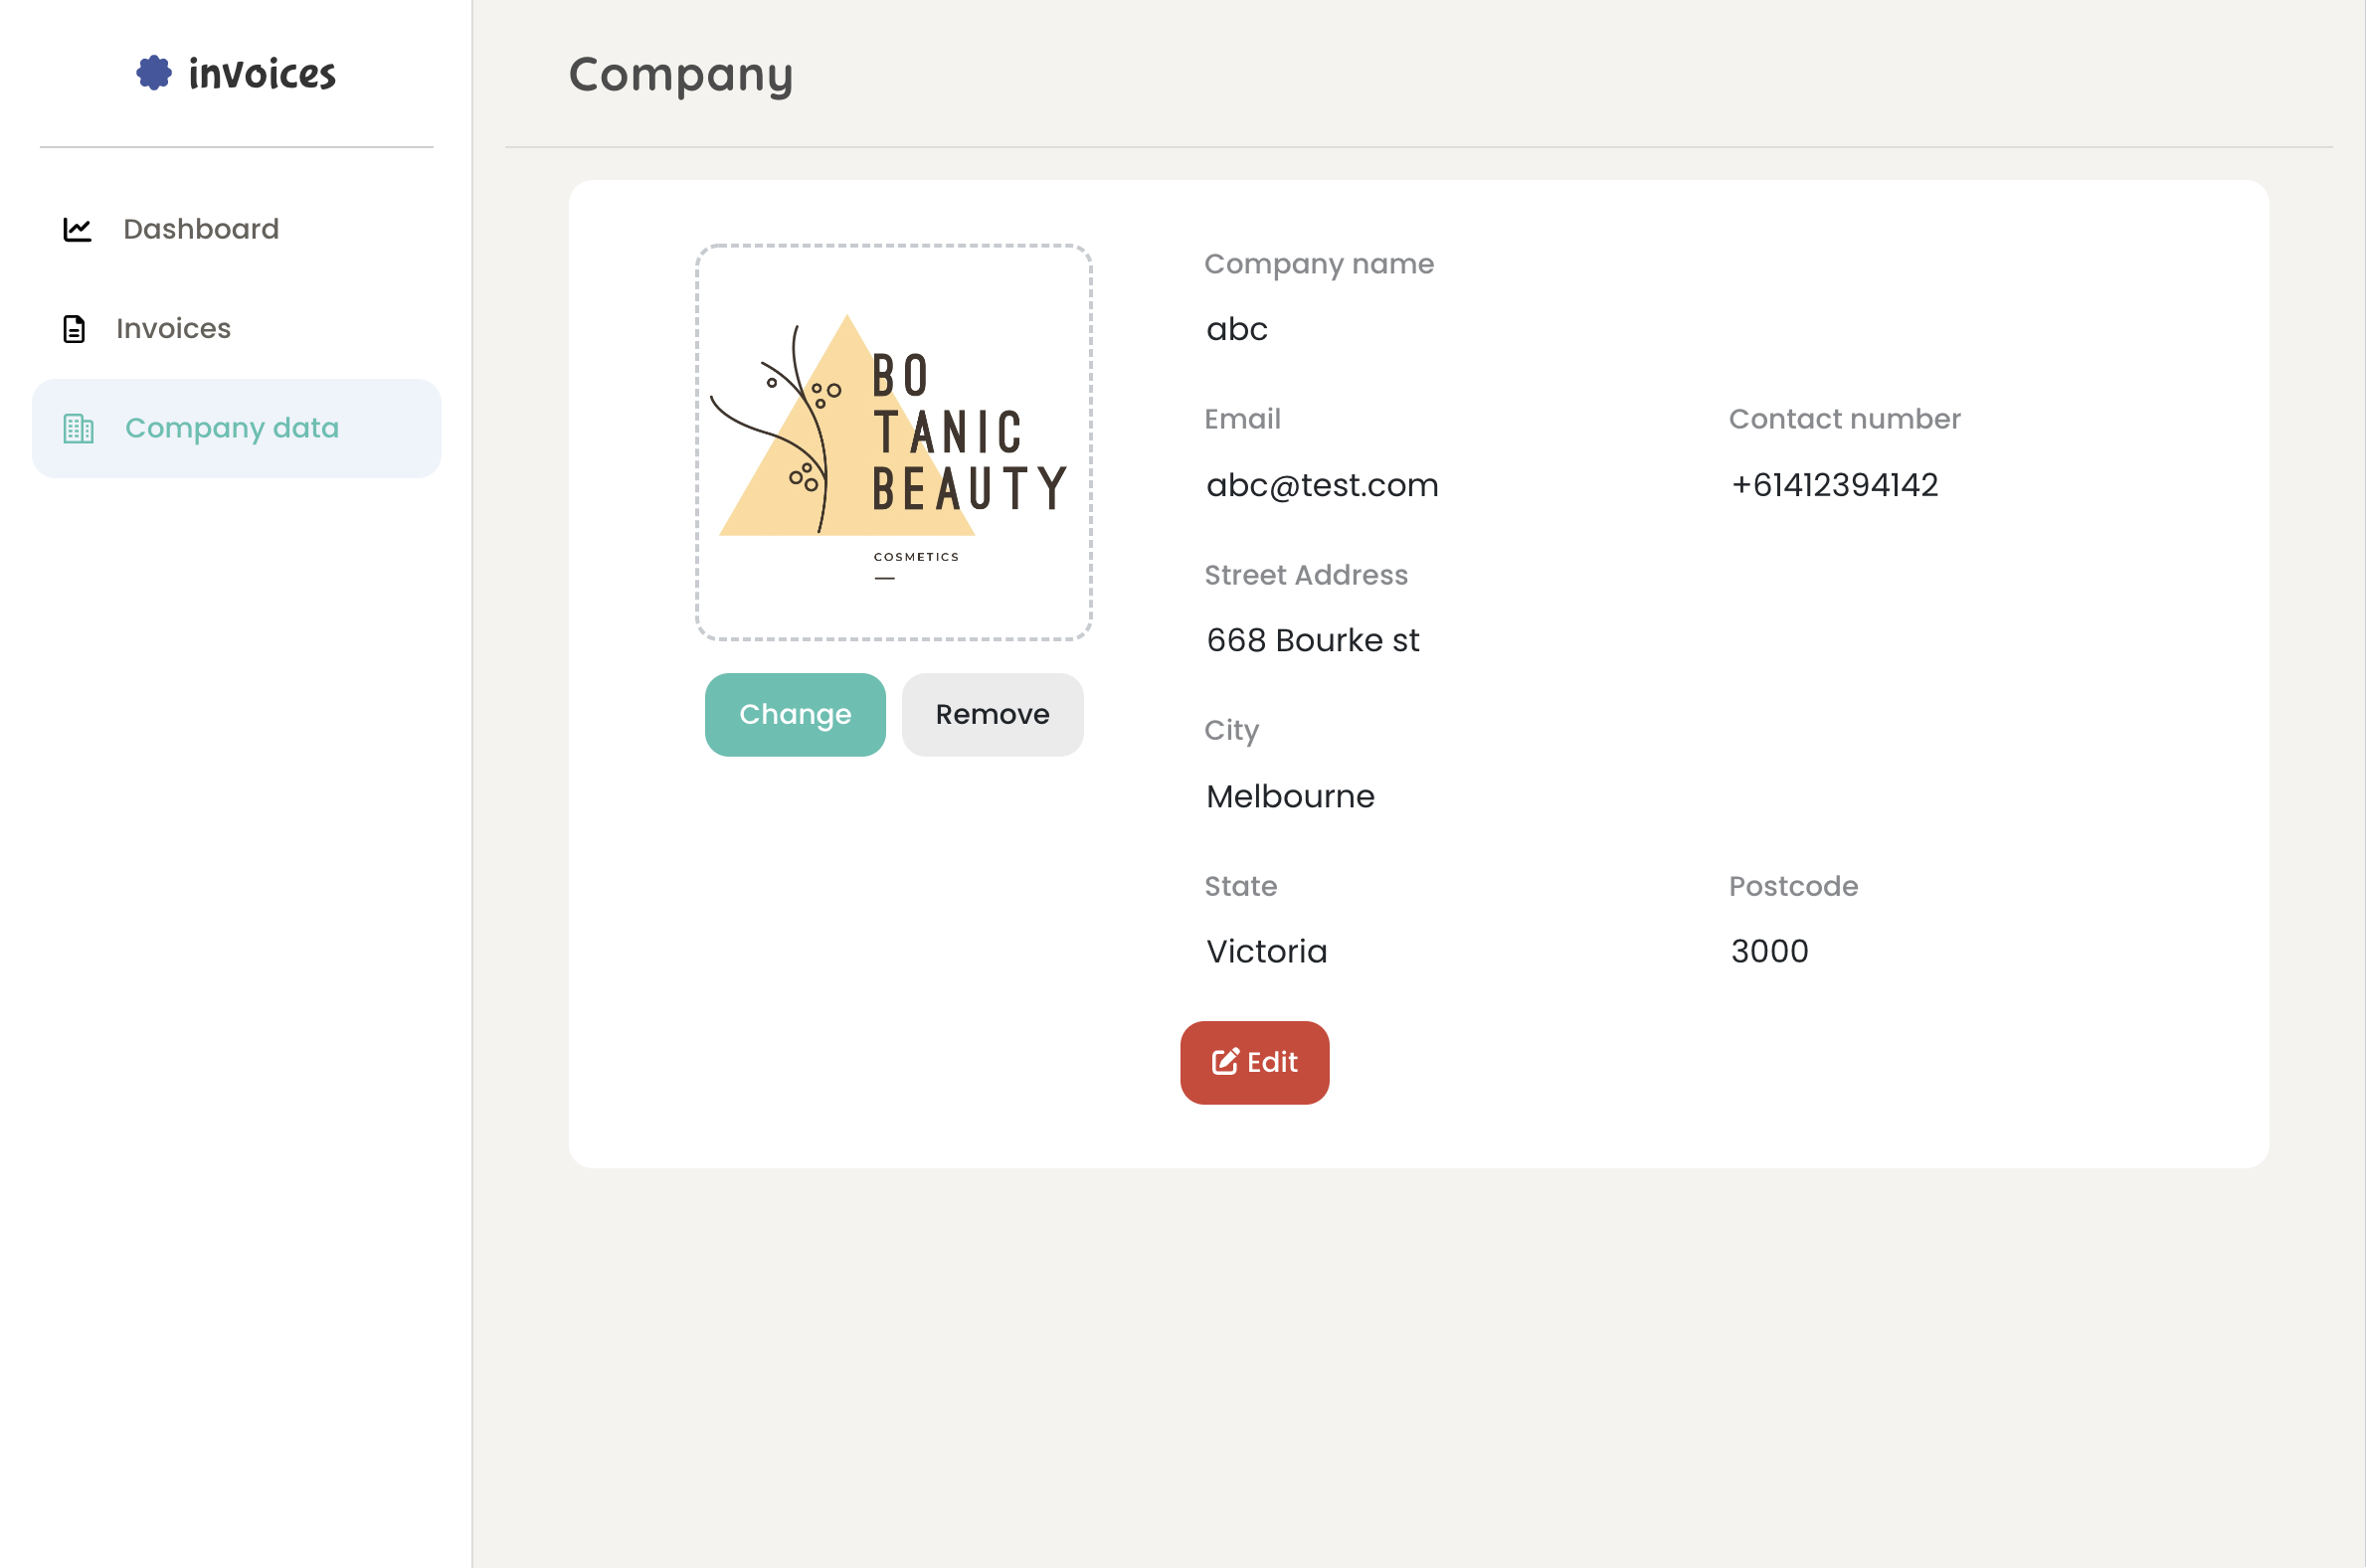 invoices
Dashboard
Invoices
Company data
Company
BO
TANIC
BEAUTY
COSMETICS
Change
Remove
Company name
abc
Email
abc@test.com
Contact number
+61412394142
Street Address
668 Bourke st
City
Melbourne
State
Victoria
Postcode
3000
Edit